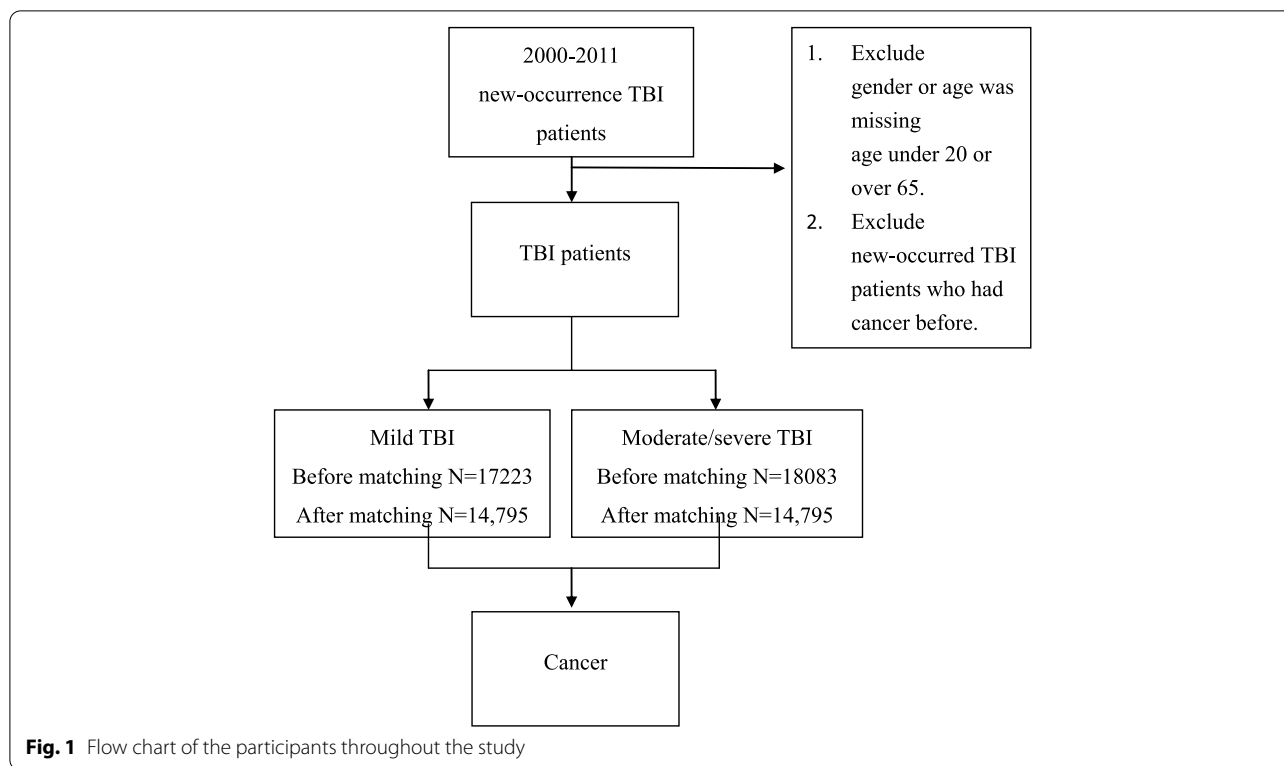 2000-2011
new-occurrence TBI
patients
1. Exclude
gender or age was
missing
age under 20 or
over 65.
2. Exclude
new-occurred TBI
patients who had
cancer before.
TBI patients
Mild TBI
Before matching N=17223
After matching N=14,795
Moderate/severe TBI
Before matching N=18083
After matching N=14,795
Cancer
Fig. 1 Flow chart of the participants throughout the study